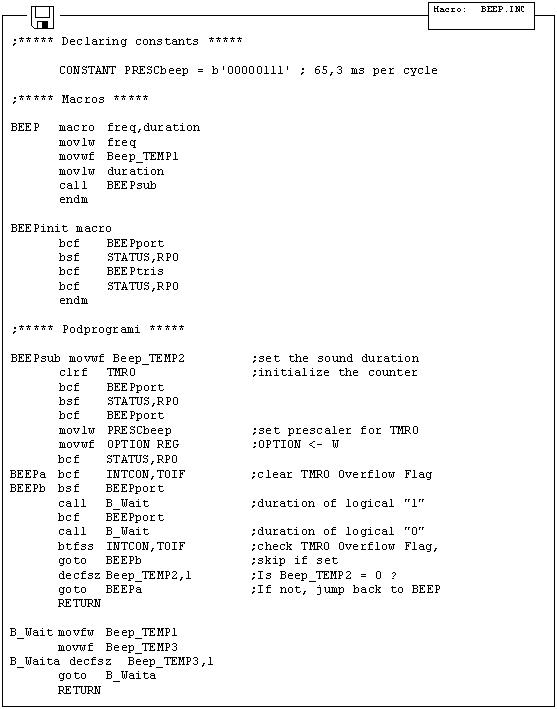 Macro: BEEP.INC
;***** Declaring constants *****
CONSTANT PRESCbeep = b'00000111' ; 65,3 ms per cycle
;***** Macros *****
BEEP macro freq,duration
movlw freq
movwf Beep_TEMP1
movlw duration
call BEEPsub
endm
BEEPinit macro
bcf BEEPport
bsf STATUS,RP0
bcf BEEPtris
bcf STATUS,RP0
endm
;***** Podprogrami *****
BEEPsub movwf Beep_TEMP2 ;set the sound duration
clrf TMR0 ;initialize the counter
bcf BEEPport
bsf STATUS,RP0
bcf BEEPport
movlw PRESCbeep ;set prescaler for TMR0
movwf OPTION REG ;OPTION <- W
bcf STATUS,RP0
BEEPa bcf INTCON,TOIF ;clear TMR0 Overflow Flag
BEEPb bsf BEEPport
call B_Wait ;duration of logical "1"
bcf BEEPport
call B_Wait ;duration of logical "0"
btfss INTCON,TOIF ;check TMR0 Overflow Flag,
goto BEEPb ;skip if set
decfsz Beep_TEMP2,1 ;Is Beep_TEMP2 = 0 ?
goto BEEPa ;If not, jump back to BEEP
RETURN
B_Wait movfw Beep_TEMP1
movwf Beep_TEMP3
B_Waita decfsz Beep_TEMP3,1
goto B_Waita
RETURN